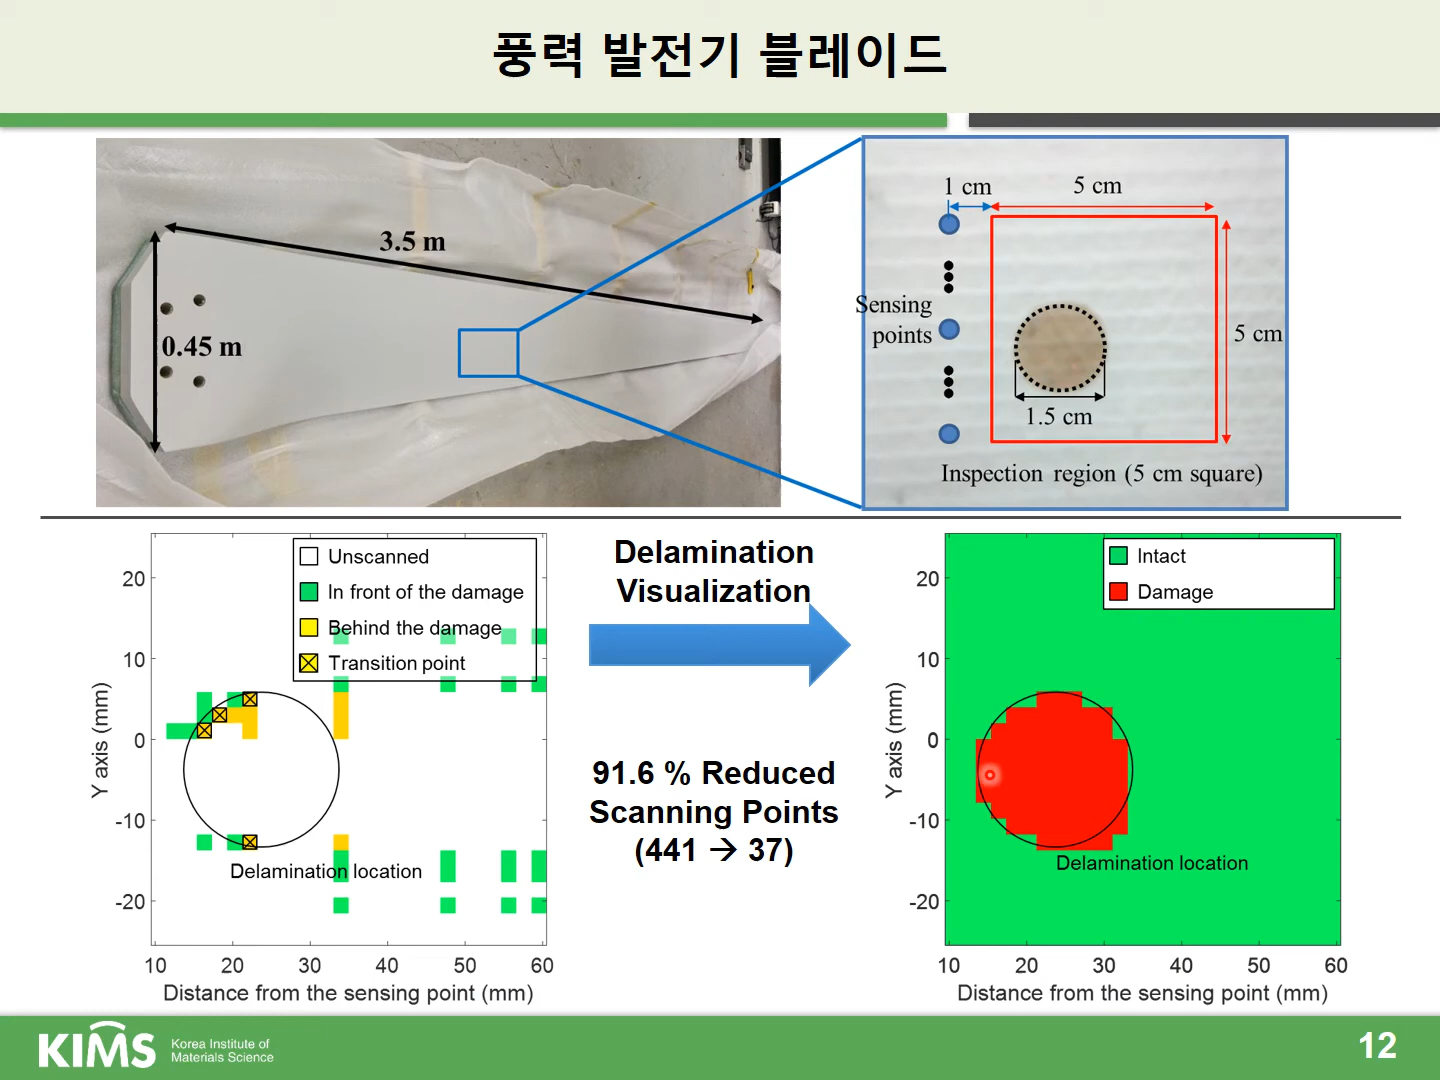 풍력 발전기 블레이드
3.5 m
0.45 m
1 cm
5 cm
Sensing
points
5 cm
1.5 cm
Inspection region (5 cm square)
Unscanned
In front of the damage
Behind the damage
Transition point
20
10
0
-10
-20
Y axis (mm)
Delamination location
10 20 30 40 50 60
Distance from the sensing point (mm)
Delamination
Visualization
91.6 % Reduced
Scanning Points
(441 → 37)
Intact
Damage
20
10
0
-10
-20
Y axis (mm)
Delamination location
10 20 30 40 50 60
Distance from the sensing point (mm)
KIMS
Korea Institute of
Materials Science
12